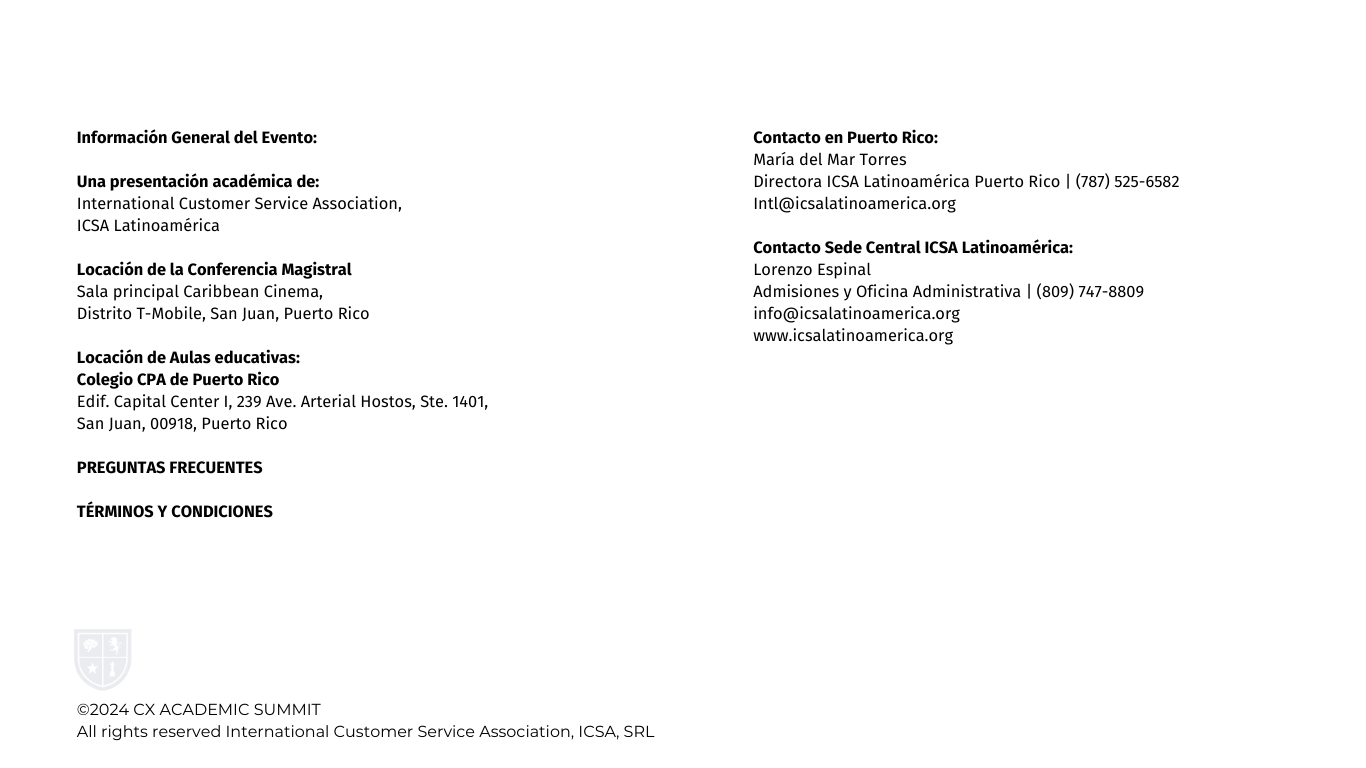 Información General del Evento:
Una presentación académica de:
International Customer Service Association,
ICSA Latinoamérica
Locación de la Conferencia Magistral
Sala principal Caribbean Cinema,
Distrito T-Mobile, San Juan, Puerto Rico
Locación de Aulas educativas:
Colegio CPA de Puerto Rico
Edif. Capital Center I, 239 Ave. Arterial Hostos, Ste. 1401,
San Juan, 00918, Puerto Rico
PREGUNTAS FRECUENTES
TÉRMINOS Y CONDICIONES
Contacto en Puerto Rico:
María del Mar Torres
Directora ICSA Latinoamérica Puerto Rico | (787) 525-6582
Intl@icsalatinoamerica.org
Contacto Sede Central ICSA Latinoamérica:
Lorenzo Espinal
Admisiones y Oficina Administrativa | (809) 747-8809
info@icsalatinoamerica.org
www.icsalatinoamerica.org
©2024 CX ACADEMIC SUMMIT
All rights reserved International Customer Service Association, ICSA, SRL